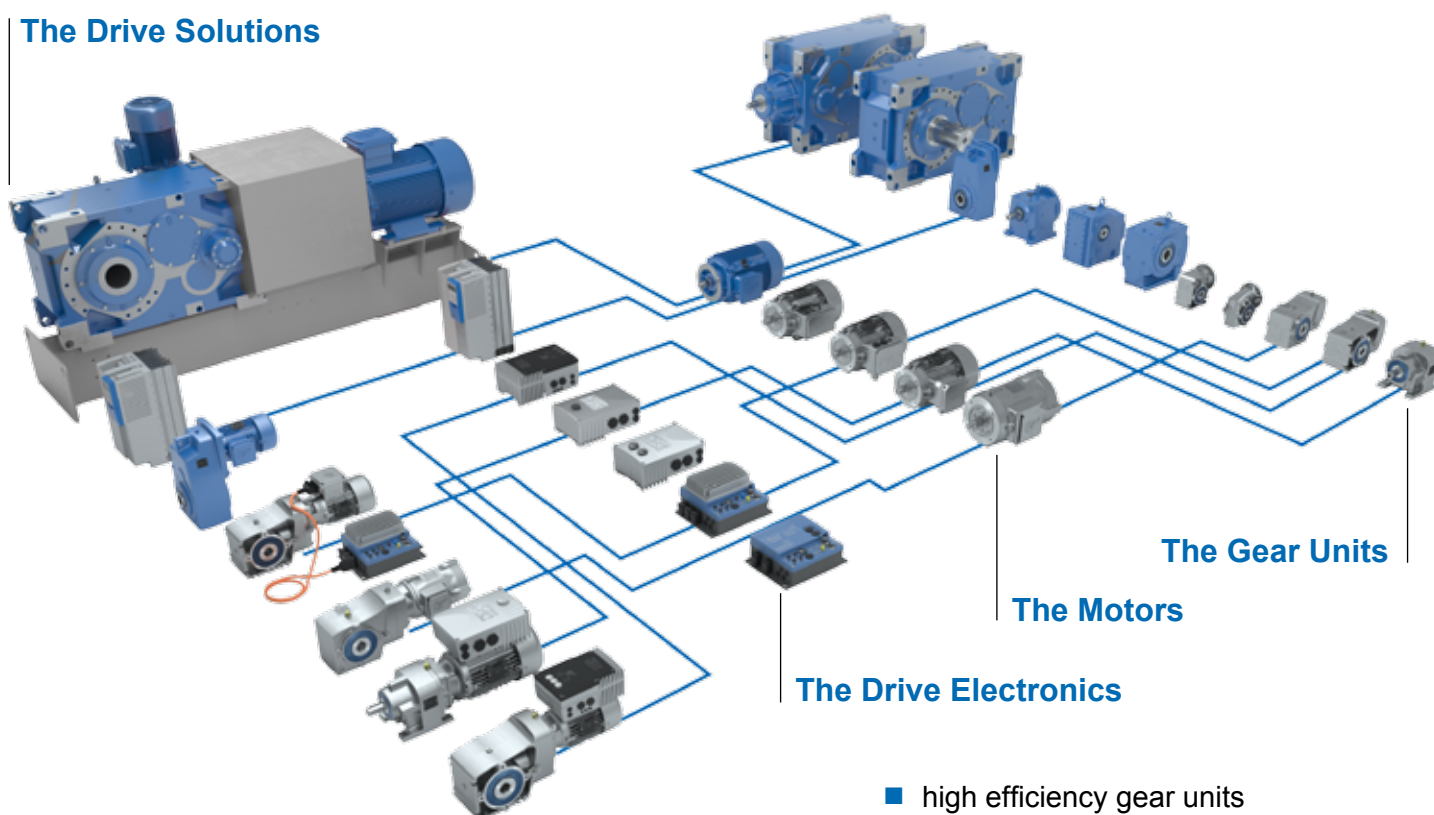 The Drive Solutions
The Gear Units
The Motors
The Drive Electronics
high efficiency gear units